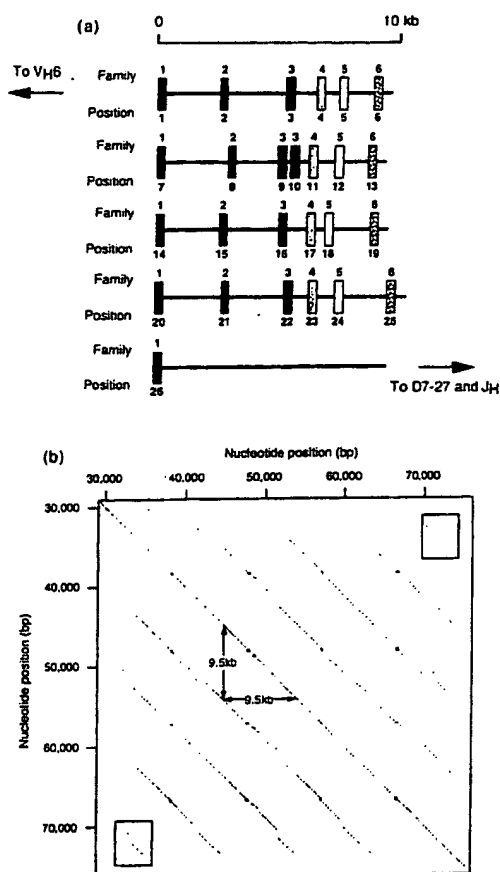 (a)
0 10 kb
To VH6
Family 1 2 3 4 5 6
Position 1 2 3 4 5 6
Family 1 2 3 3 4 5 6
Position 7 8 9 10 11 12 13
Family 1 2 3 4 5 6
Position 14 15 16 17 18 19
Family 1 2 3 4 5 6
Position 20 21 22 23 24 25
Family 1
Position 26
To D7-27 and JH
(b)
Nucleotide position (bp)
30,000 40,000 50,000 60,000 70,000
Nucleotide position (bp)
30,000
40,000
9.5kb
50,000
9.5kb
60,000
70,000